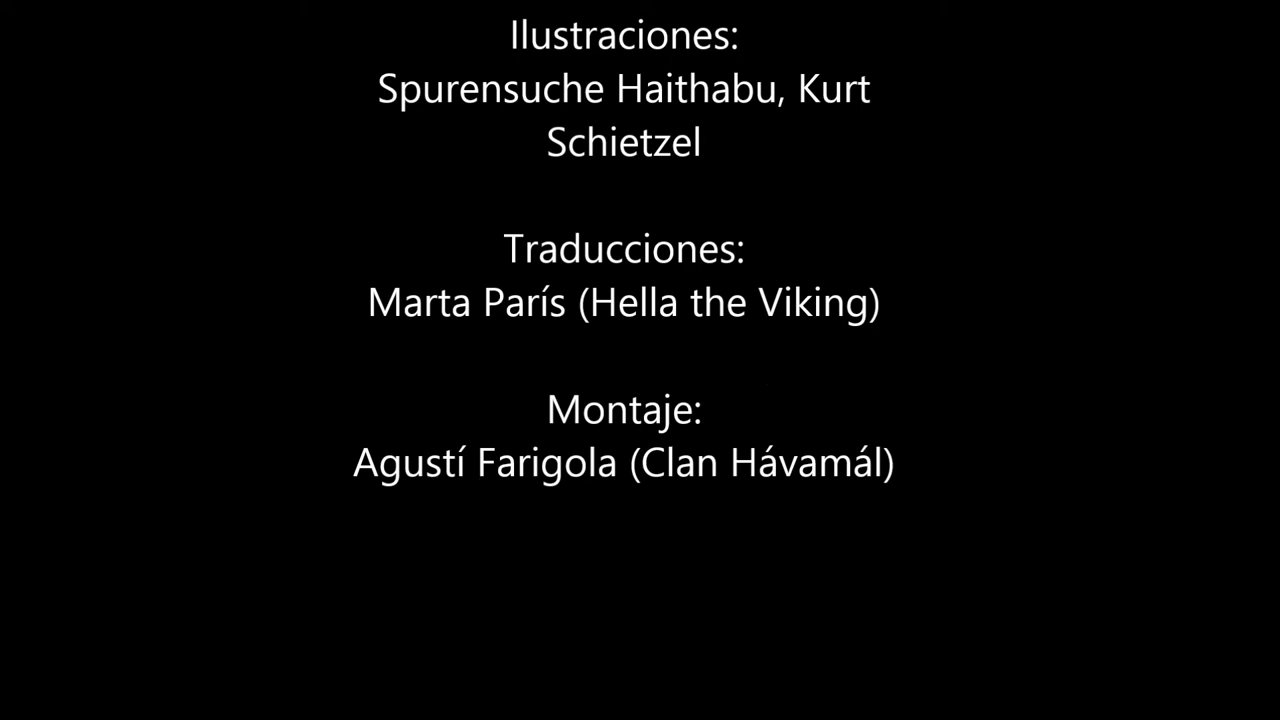 Ilustraciones:
Spurensuche Haithabu, Kurt
Schietzel
Traducciones:
Marta París (Hella the Viking)
Montaje:
Agustí Farigola (Clan Hávamál)